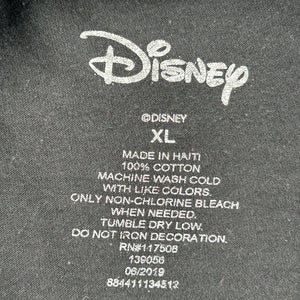 Disney
©DISNEY
XL
MADE IN HAITI
100% COTTON
MACHINE WASH COLD
WITH LIKE COLORS.
ONLY NON-CHLORINE BLEACH
WHEN NEEDED.
TUMBLE DRY LOW.
DO NOT IRON DECORATION.
RN#117508
139056
06/2019
884411134512